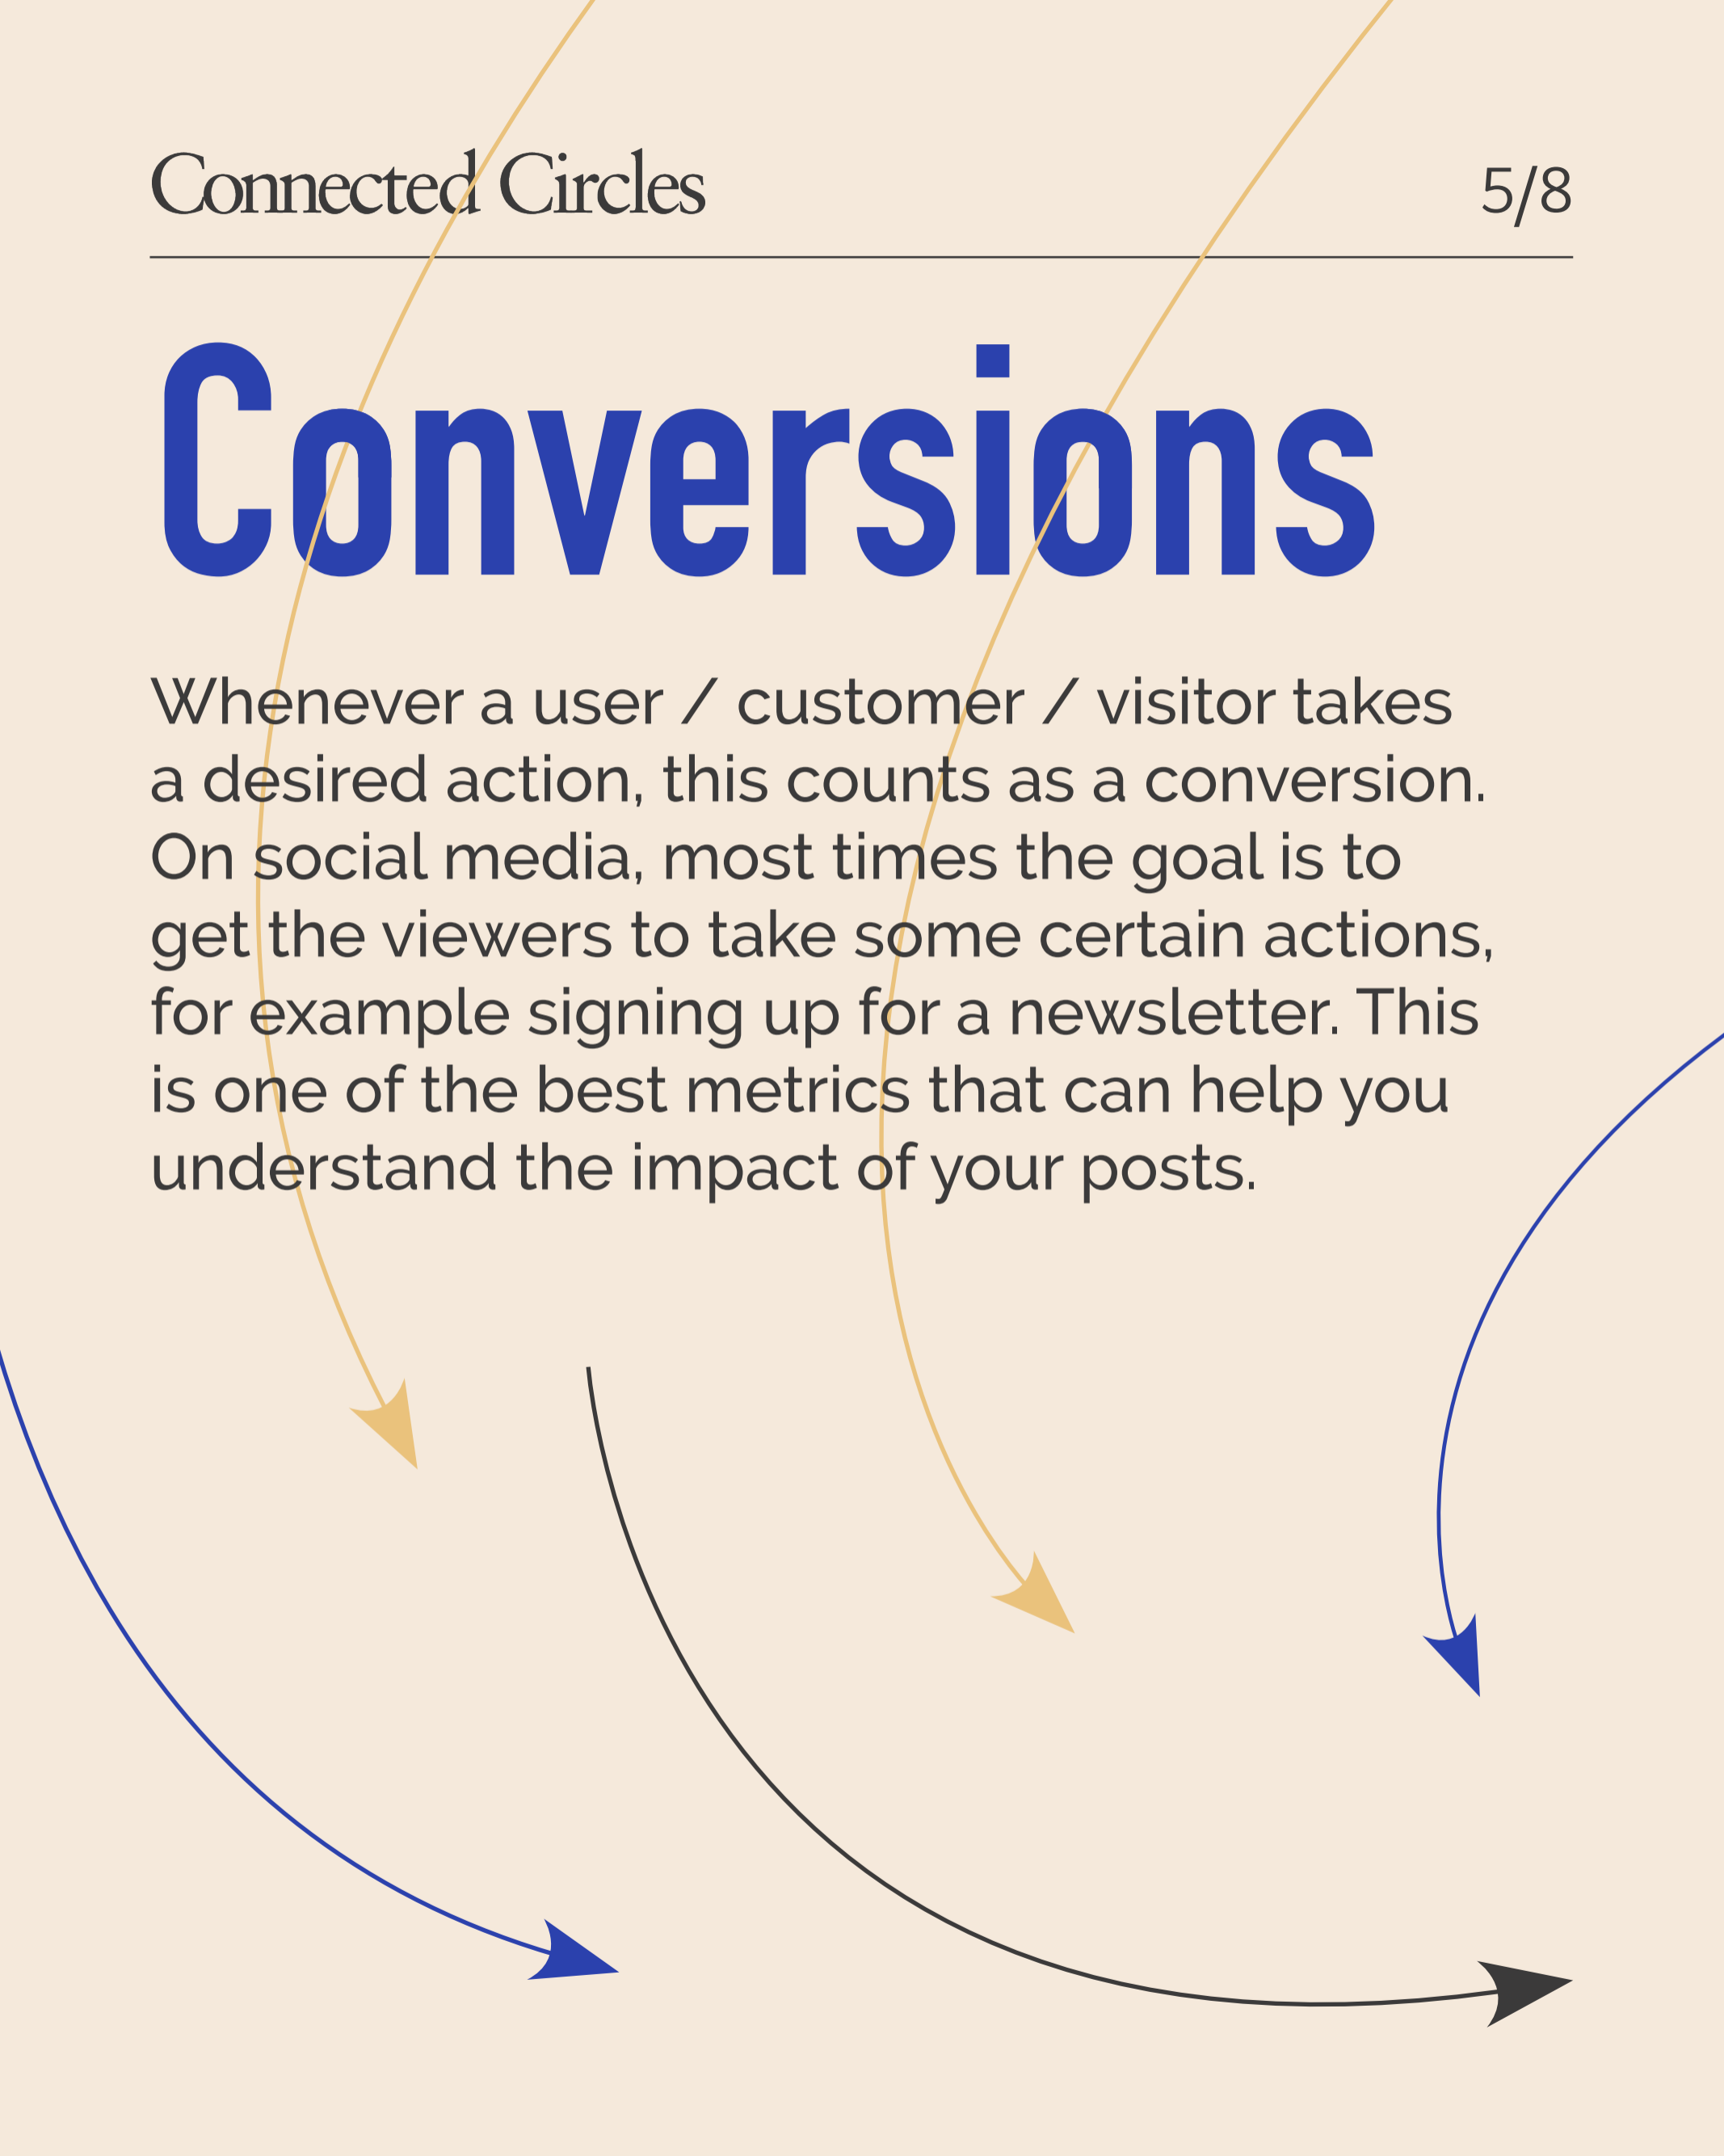 Connected Circles
5/8
Conversions
Whenever a user / customer / visitor takes
a desired action, this counts as a conversion.
On social media, most times the goal is to
get the viewers to take some certain actions,
for example signing up for a newsletter. This
is one of the best metrics that can help you
understand the impact of your posts.